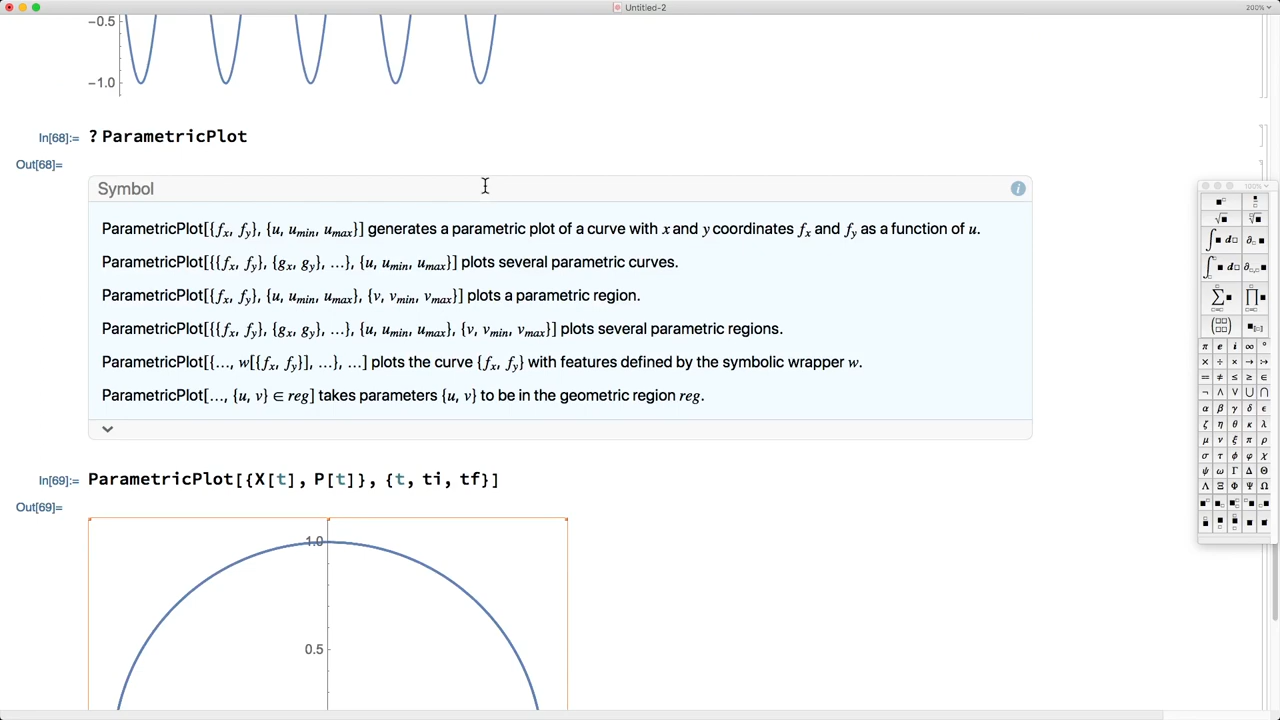 Untitled-2
200%
−0.5
−1.0
In[68]:= ? ParametricPlot
Out[68]=
Symbol
i
ParametricPlot[{fx, fy}, {u, umin, umax}] generates a parametric plot of a curve with x and y coordinates fx and fy as a function of u.
ParametricPlot[{{fx, fy}, {gx, gy}, …}, {u, umin, umax}] plots several parametric curves.
ParametricPlot[{fx, fy}, {u, umin, umax}, {v, vmin, vmax}] plots a parametric region.
ParametricPlot[{{fx, fy}, {gx, gy}, …}, {u, umin, umax}, {v, vmin, vmax}] plots several parametric regions.
ParametricPlot[{…, w[{fx, fy}], …}, …] plots the curve {fx, fy} with features defined by the symbolic wrapper w.
ParametricPlot[…, {u, v} ∈ reg] takes parameters {u, v} to be in the geometric region reg.
In[69]:= ParametricPlot[{X[t], P[t]}, {t, ti, tf}]
Out[69]=
1.0
0.5
100%
π e i ∞ °
× ÷ × → :→
== ≠ ≤ ≥ ∈
¬ ∧ ∨ ∪ ∩
α β γ δ ϵ
ζ η θ κ λ
μ ν ξ π ρ
σ τ ϕ φ χ
ψ ω Γ Δ Θ
Λ Ξ Φ Ψ Ω